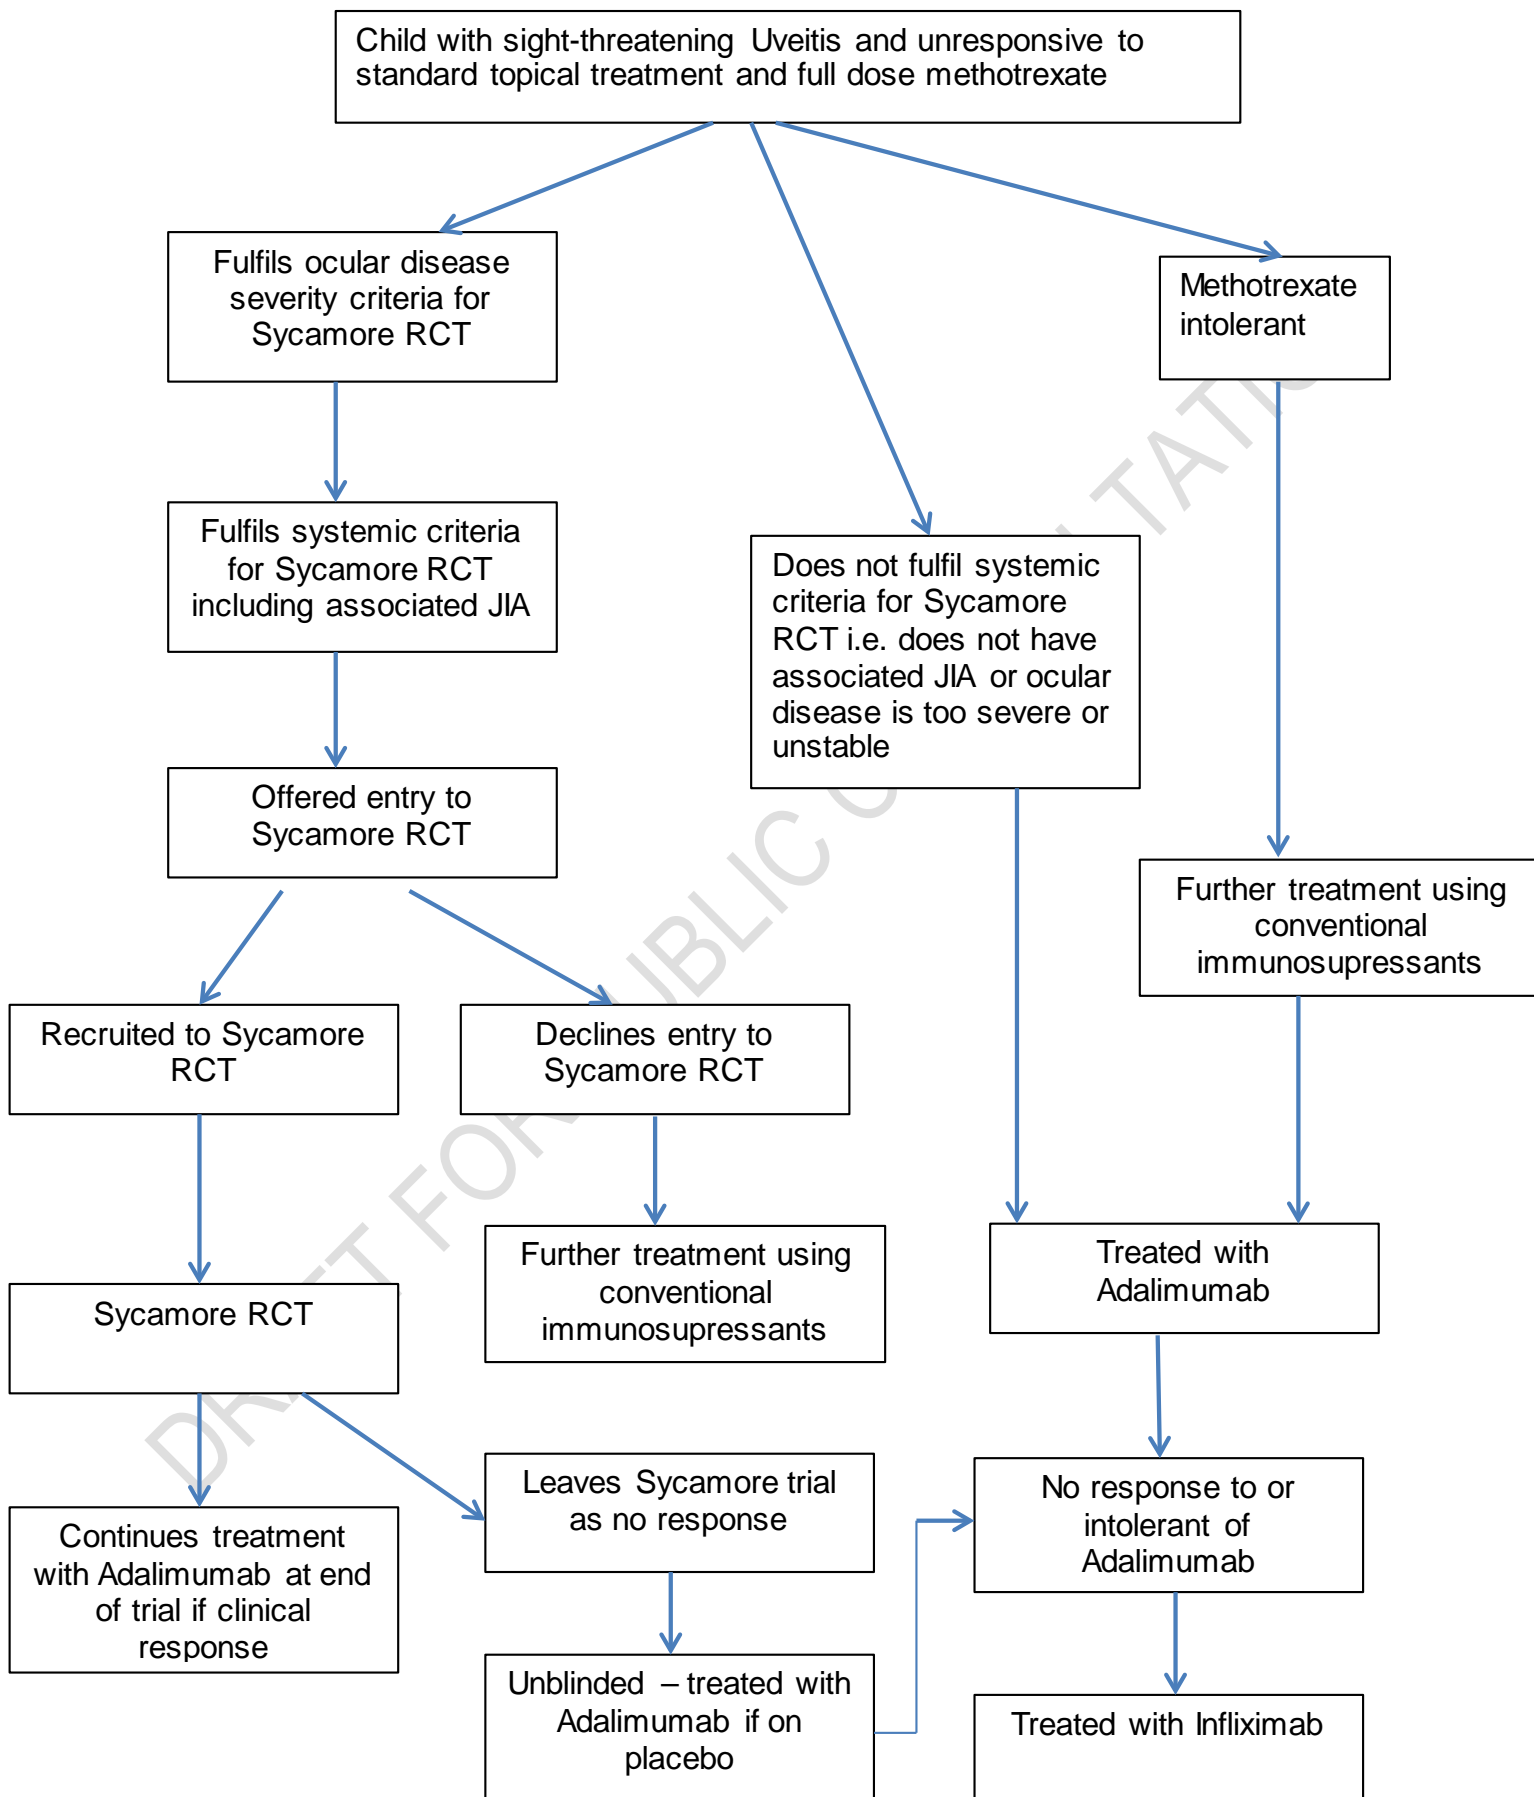 Child with sight-threatening Uveitis and unresponsive to
standard topical treatment and full dose methotrexate
Fulfils ocular disease
severity criteria for
Sycamore RCT
Methotrexate
intolerant
Fulfils systemic criteria
for Sycamore RCT
including associated JIA
Does not fulfil systemic
criteria for Sycamore
RCT i.e. does not have
associated JIA or ocular
disease is too severe or
unstable
Offered entry to
Sycamore RCT
Further treatment using
conventional
immunosupressants
Recruited to Sycamore
RCT
Declines entry to
Sycamore RCT
Further treatment using
conventional
immunosupressants
Treated with
Adalimumab
Sycamore RCT
Leaves Sycamore trial
as no response
No response to or
intolerant of
Adalimumab
Continues treatment
with Adalimumab at end
of trial if clinical
response
Unblinded – treated with
Adalimumab if on
placebo
Treated with Infliximab
DRAFT FOR PUBLIC C TATI